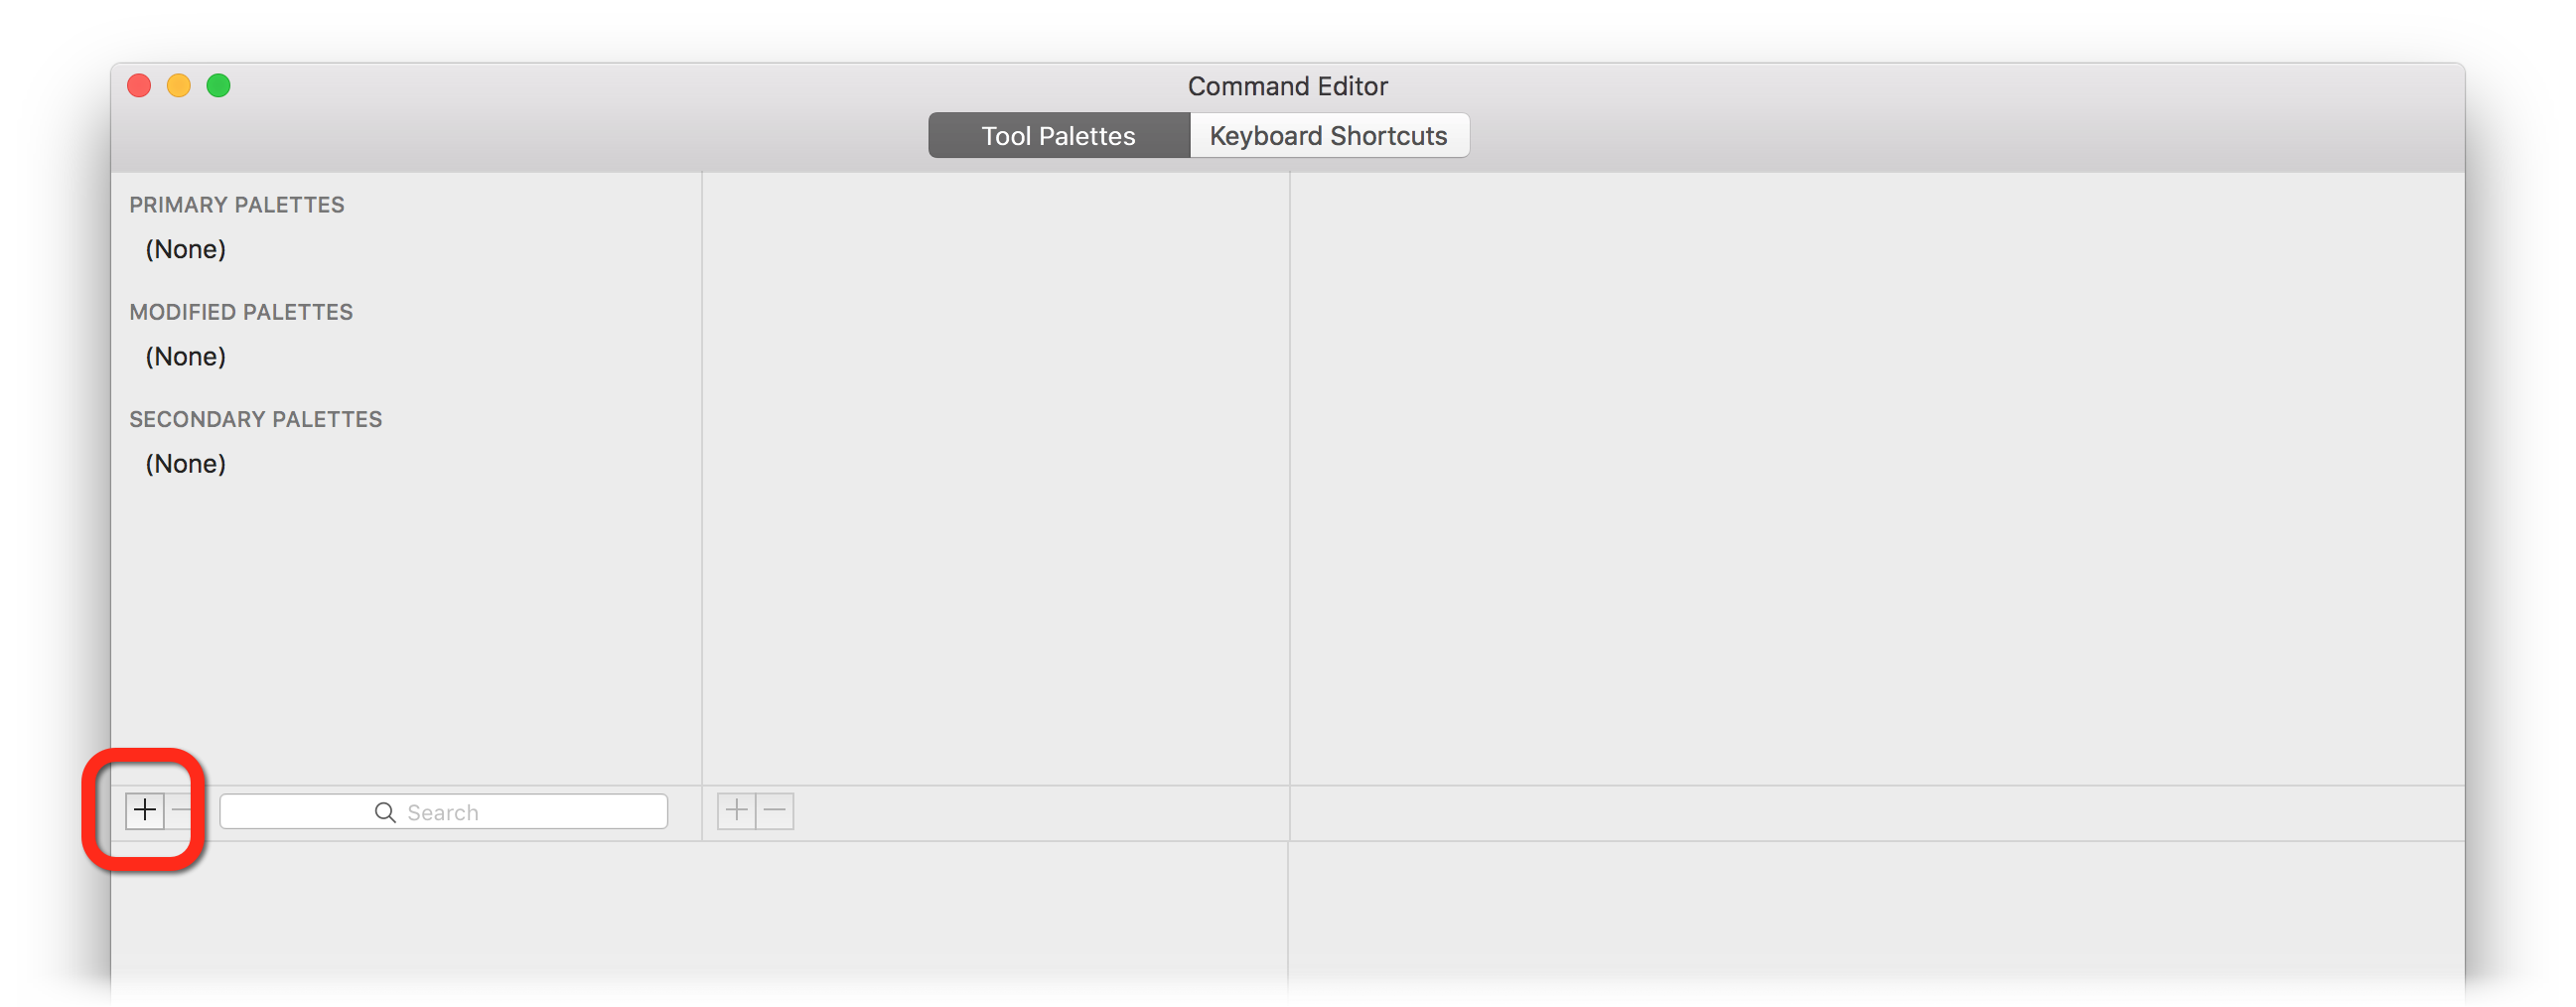 Command Editor
Tool Palettes
Keyboard Shortcuts
PRIMARY PALETTES
(None)
MODIFIED PALETTES
(None)
SECONDARY PALETTES
(None)
Search